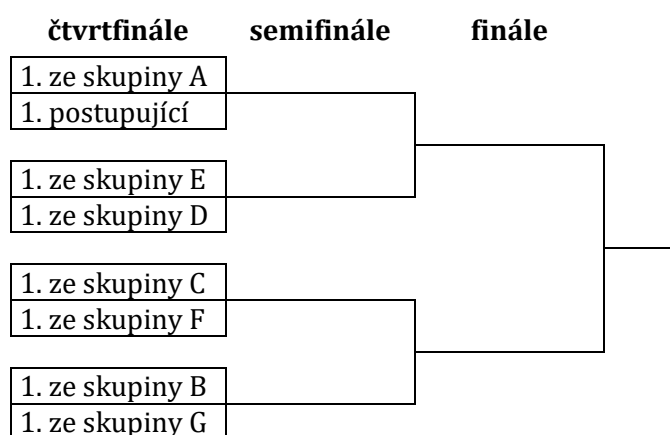 čtvrtfinále semifinále finále
1. ze skupiny A
1. postupující
1. ze skupiny E
1. ze skupiny D
1. ze skupiny C
1. ze skupiny F
1. ze skupiny B
1. ze skupiny G